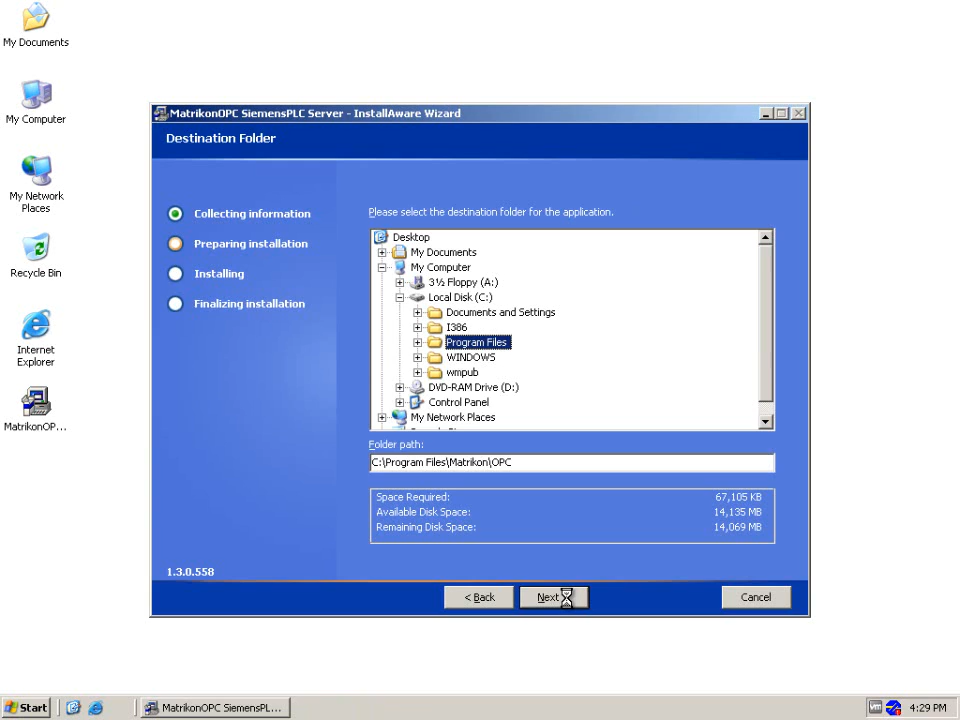 My Documents
My Computer
My Network
Places
Recycle Bin
Internet
Explorer
MatrikonOP...
MatrikonOPC SiemensPLC Server - InstallAware Wizard
Destination Folder
Collecting information
Preparing installation
Installing
Finalizing installation
1.3.0.558
Please select the destination folder for the application.
Desktop
My Documents
My Computer
3½ Floppy (A:)
Local Disk (C:)
Documents and Settings
I386
Program Files
WINDOWS
wmpub
DVD-RAM Drive (D:)
Control Panel
My Network Places
Folder path:
C:\Program Files\Matrikon\OPC
Space Required: 67,105 KB
Available Disk Space: 14,135 MB
Remaining Disk Space: 14,069 MB
< Back
Next
Cancel
Start
MatrikonOPC SiemensPL...
vm
4:29 PM